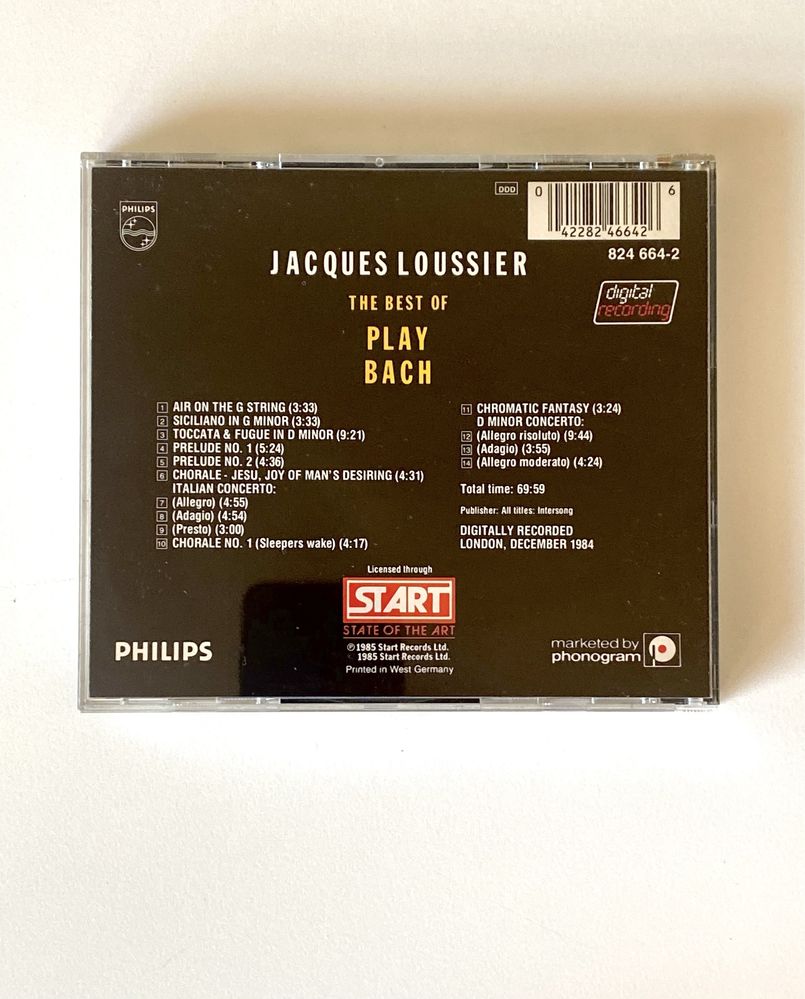 PHILIPS
DDD
0 42282 46642 6
824 664-2
JACQUES LOUSSIER
digital
recording
THE BEST OF
PLAY
BACH
1 AIR ON THE G STRING (3:33)
2 SICILIANO IN G MINOR (3:33)
3 TOCCATA & FUGUE IN D MINOR (9:21)
4 PRELUDE NO. 1 (5:24)
5 PRELUDE NO. 2 (4:36)
6 CHORALE - JESU, JOY OF MAN'S DESIRING (4:31)
ITALIAN CONCERTO:
7 (Allegro) (4:55)
8 (Adagio) (4:54)
9 (Presto) (3:00)
10 CHORALE NO. 1 (Sleepers wake) (4:17)
11 CHROMATIC FANTASY (3:24)
D MINOR CONCERTO:
12 (Allegro risoluto) (9:44)
13 (Adagio) (3:55)
14 (Allegro moderato) (4:24)
Total time: 69:59
Publisher: All titles: Intersong
DIGITALLY RECORDED
LONDON, DECEMBER 1984
Licensed through
START
STATE OF THE ART
℗ 1985 Start Records Ltd.
1985 Start Records Ltd.
Printed in West Germany
PHILIPS
marketed by
phonogram